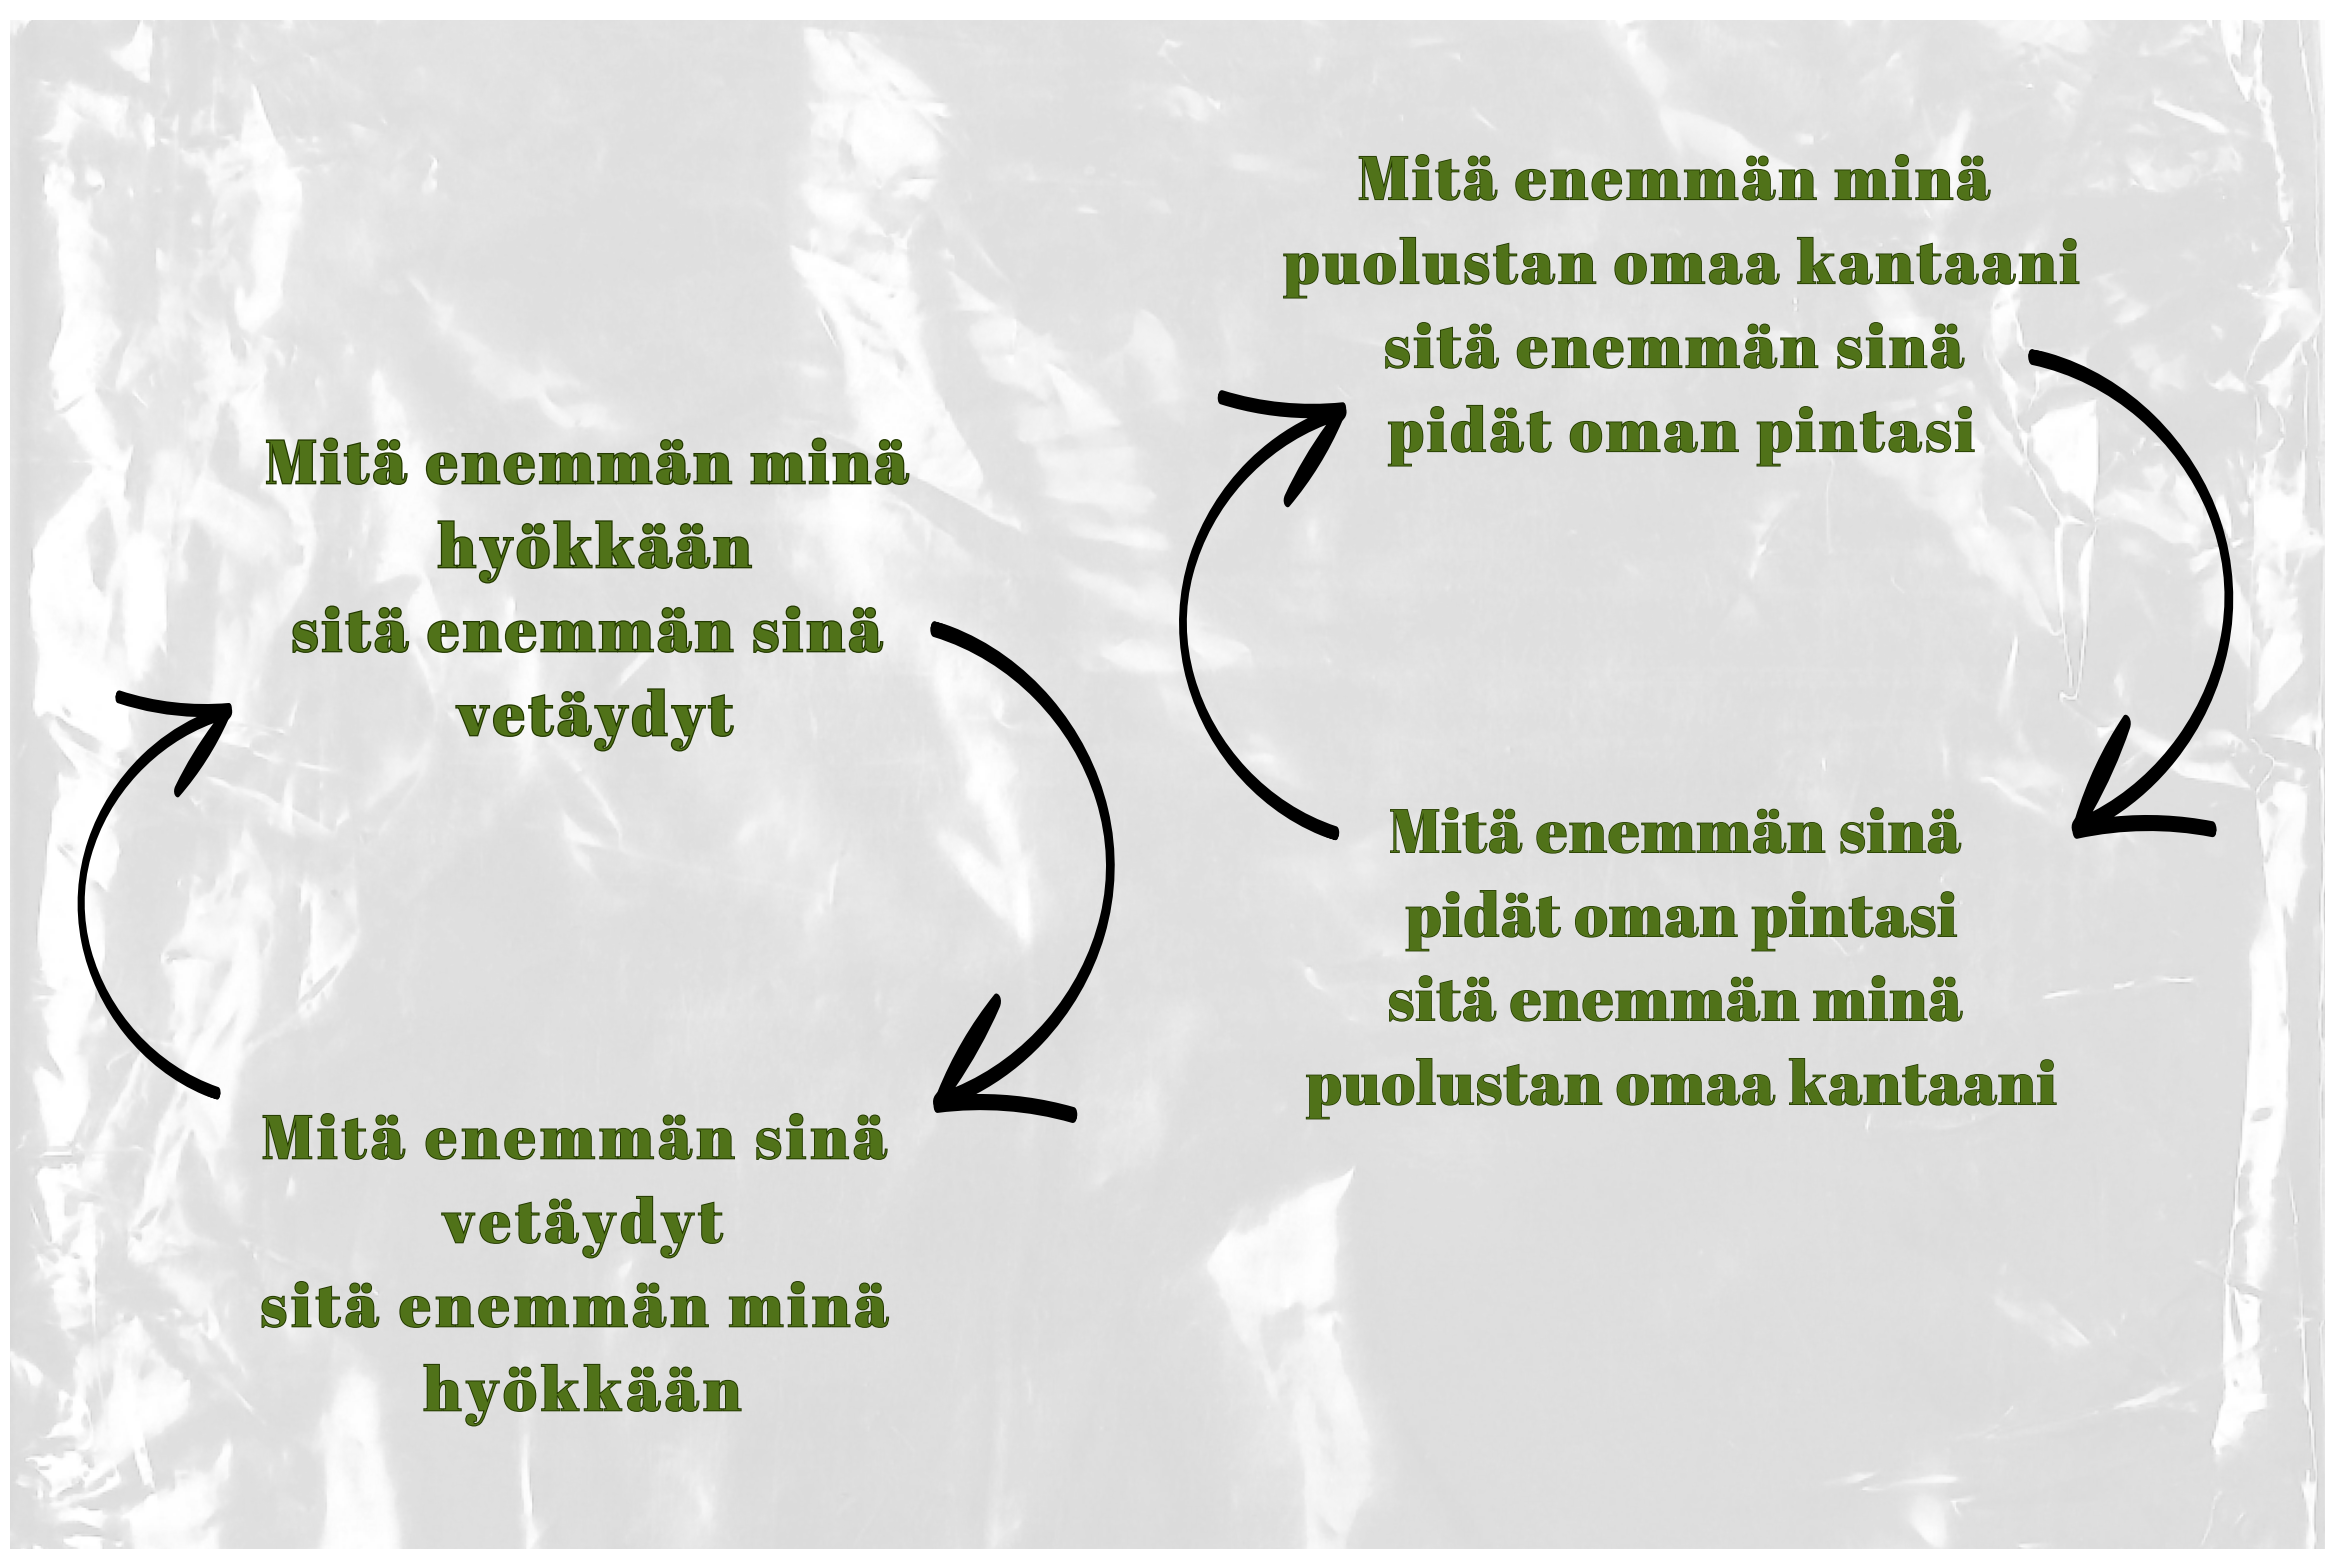 Mitä enemmän minä
hyökkään
sitä enemmän sinä
vetäydyt
Mitä enemmän sinä
vetäydyt
sitä enemmän minä
hyökkään
Mitä enemmän minä
puolustan omaa kantaani
sitä enemmän sinä
pidät oman pintasi
Mitä enemmän sinä
pidät oman pintasi
sitä enemmän minä
puolustan omaa kantaani